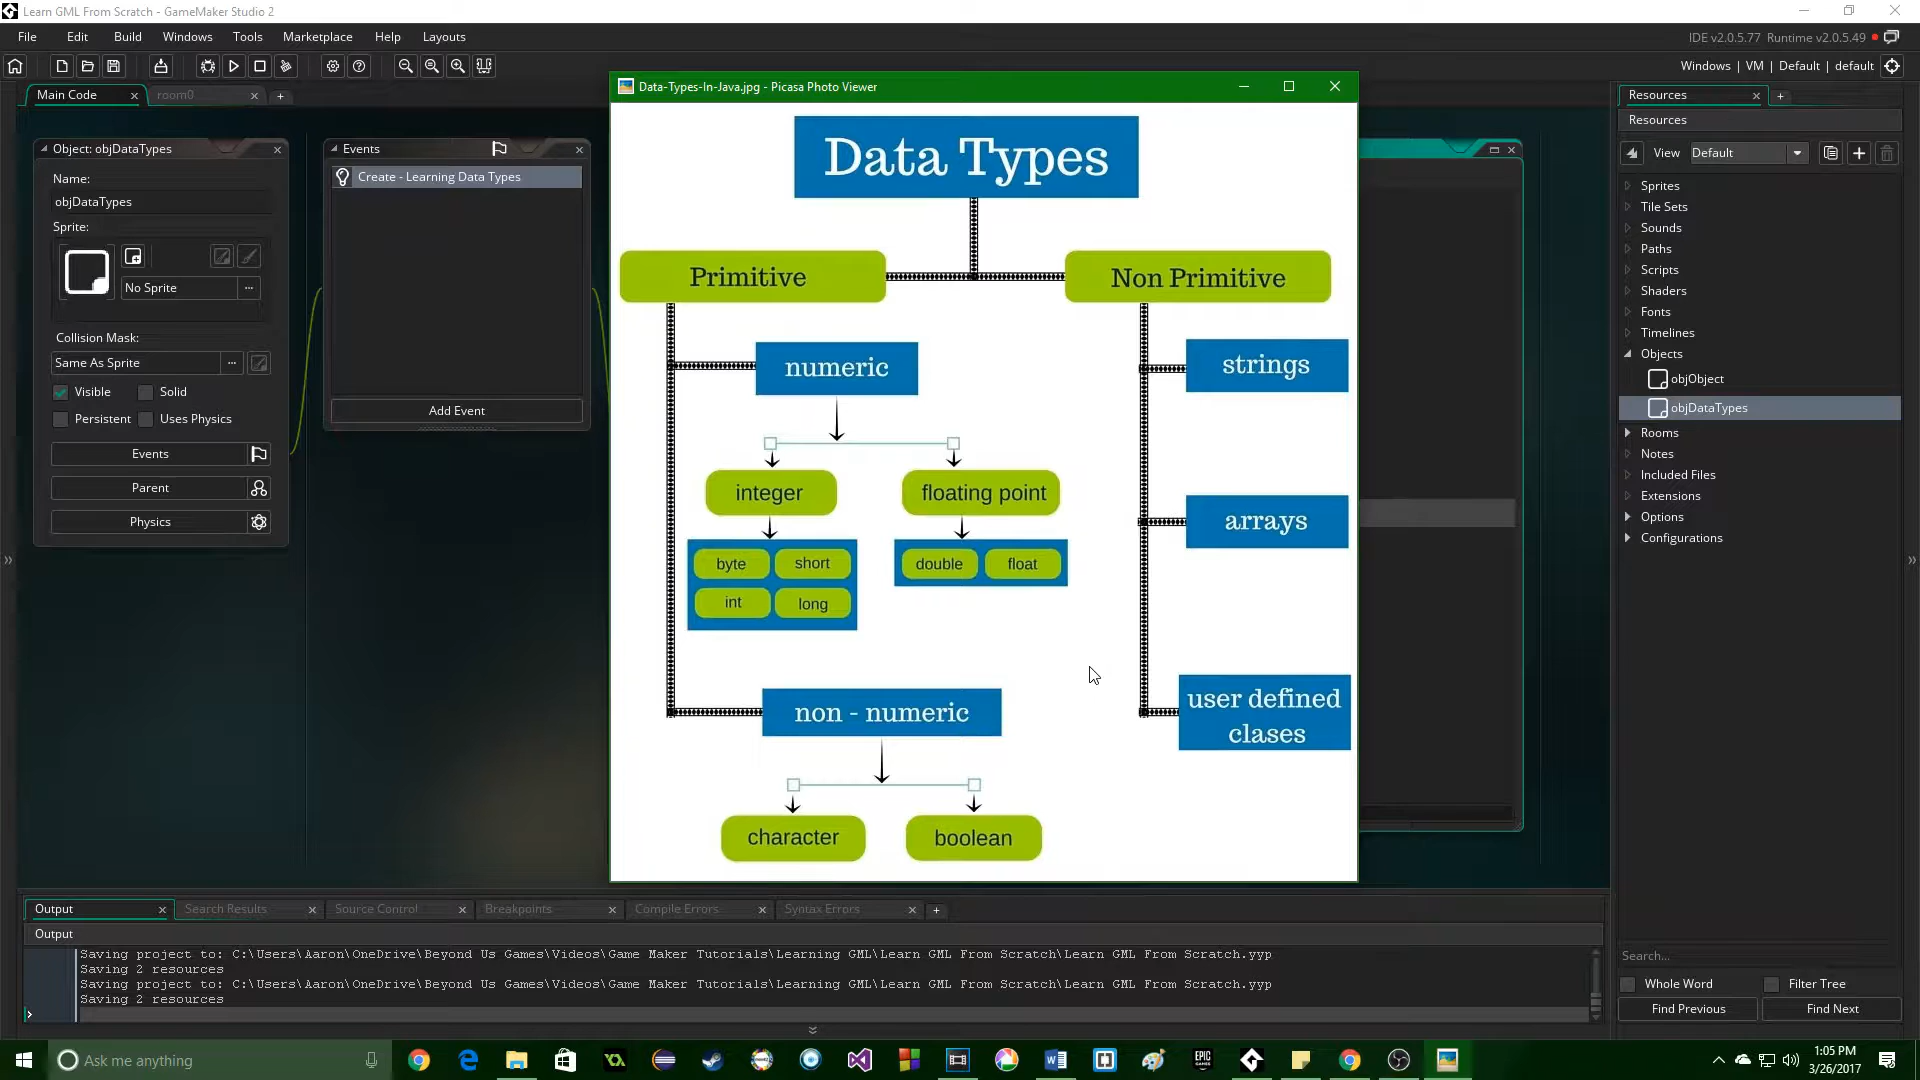 Learn GML From Scratch - GameMaker Studio 2
File Edit Build Windows Tools Marketplace Help Layouts
IDE v2.0.5.77 Runtime v2.0.5.49
Windows | VM | Default | default
Main Code
room0
Object: objDataTypes
Name:
objDataTypes
Sprite:
No Sprite
Collision Mask:
Same As Sprite
Visible Solid
Persistent Uses Physics
Events
Parent
Physics
Events
Create - Learning Data Types
Add Event
Data-Types-In-Java.jpg - Picasa Photo Viewer
Data Types
Primitive
Non Primitive
numeric
strings
integer
floating point
arrays
byte short
int long
double float
non - numeric
user defined
clases
character
boolean
Resources
Resources
View Default
Sprites
Tile Sets
Sounds
Paths
Scripts
Shaders
Fonts
Timelines
Objects
objObject
objDataTypes
Rooms
Notes
Included Files
Extensions
Options
Configurations
Search...
Whole Word Filter Tree
Find Previous Find Next
Output Search Results Source Control Breakpoints Compile Errors Syntax Errors
Output
Saving project to: C:\Users\Aaron\OneDrive\Beyond Us Games\Videos\Game Maker Tutorials\Learning GML\Learn GML From Scratch\Learn GML From Scratch.yyp
Saving 2 resources
Saving project to: C:\Users\Aaron\OneDrive\Beyond Us Games\Videos\Game Maker Tutorials\Learning GML\Learn GML From Scratch\Learn GML From Scratch.yyp
Saving 2 resources
Ask me anything
EPIC
GAMES
1:05 PM
3/26/2017